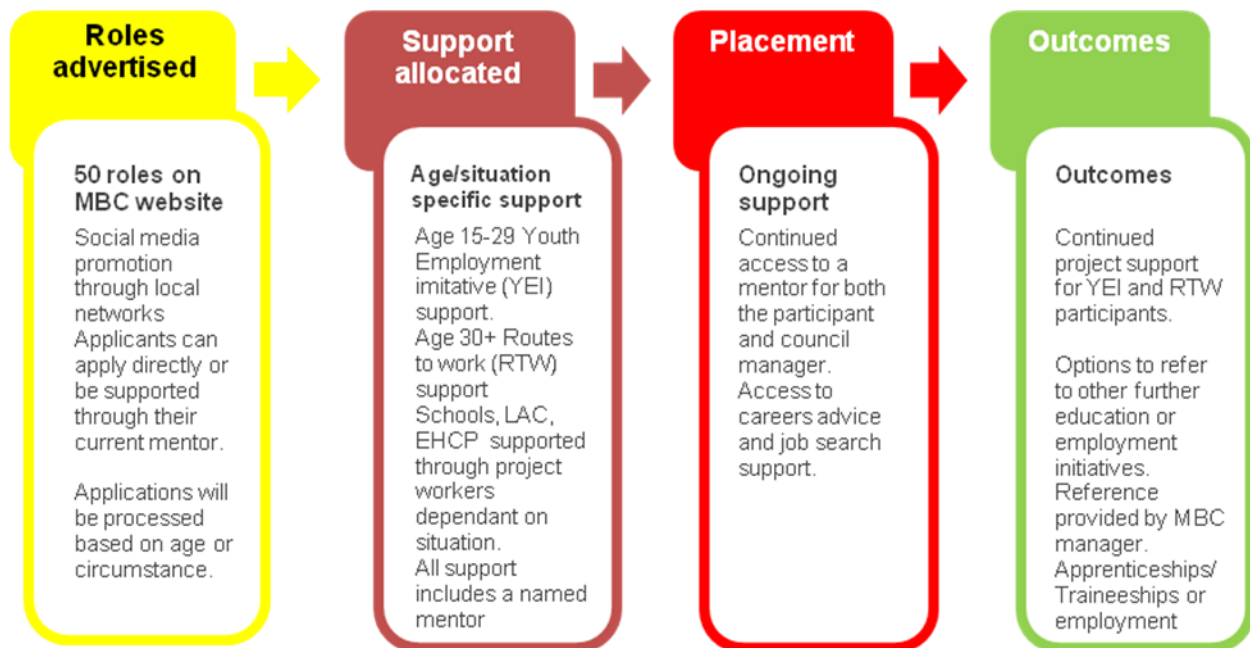 Roles
advertised
50 roles on
MBC website
Social media
promotion
through local
networks
Applicants can
apply directly or
be supported
through their
current mentor.
Applications will
be processed
based on age or
circumstance.
Support
allocated
Age/situation
specific support
Age 15-29 Youth
Employment
imitative (YEI)
support.
Age 30+ Routes
to work (RTW)
support
Schools, LAC,
EHCP supported
through project
workers
dependant on
situation.
All support
includes a named
mentor
Placement
Ongoing
support
Continued
access to a
mentor for both
the participant
and council
manager.
Access to
careers advice
and job search
support.
Outcomes
Outcomes
Continued
project support
for YEI and RTW
participants.
Options to refer
to other further
education or
employment
initiatives.
Reference
provided by MBC
manager.
Apprenticeships/
Traineeships or
employment